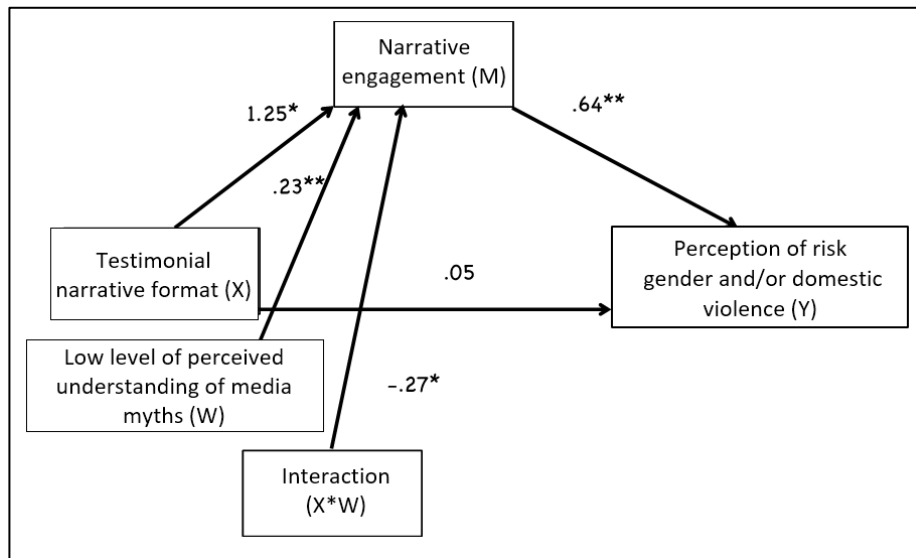 Narrative
engagement (M)
1.25*
.64**
.23**
Testimonial
narrative format (X)
.05
Perception of risk
gender and/or domestic
violence (Y)
Low level of perceived
understanding of media
myths (W)
-.27*
Interaction
(X*W)